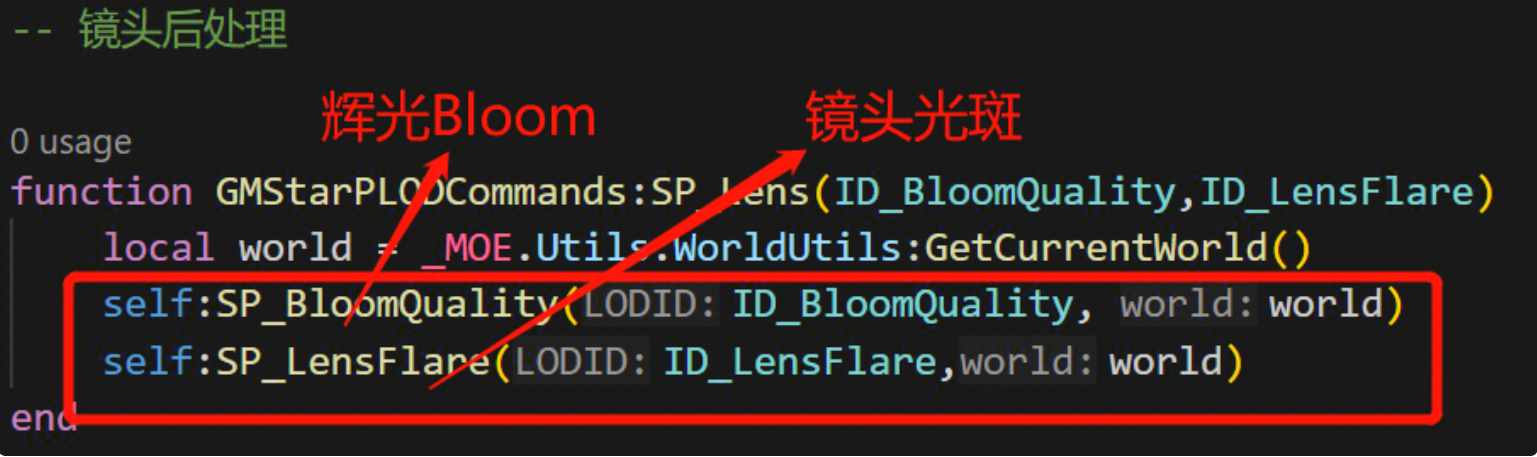 -- 镜头后处理
辉光Bloom 镜头光斑
0 usage
function GMStarPLODCommands:SP_Lens(ID_BloomQuality,ID_LensFlare)
local world = _MOE.Utils.WorldUtils:GetCurrentWorld()
self:SP_BloomQuality(LODID: ID_BloomQuality, world: world)
self:SP_LensFlare(LODID: ID_LensFlare,world: world)
end